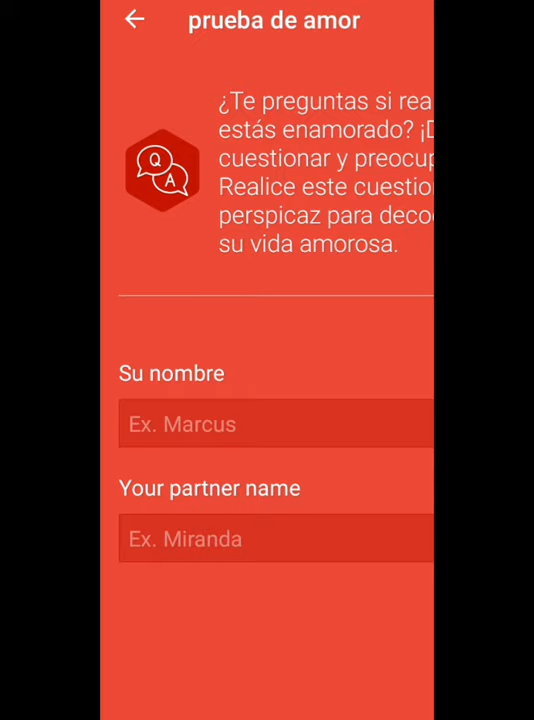 prueba de amor
¿Te preguntas si rea
estás enamorado? ¡D
cuestionar y preocup
Realice este cuestio
perspicaz para deco
su vida amorosa.
Q
A
Su nombre
Ex. Marcus
Your partner name
Ex. Miranda